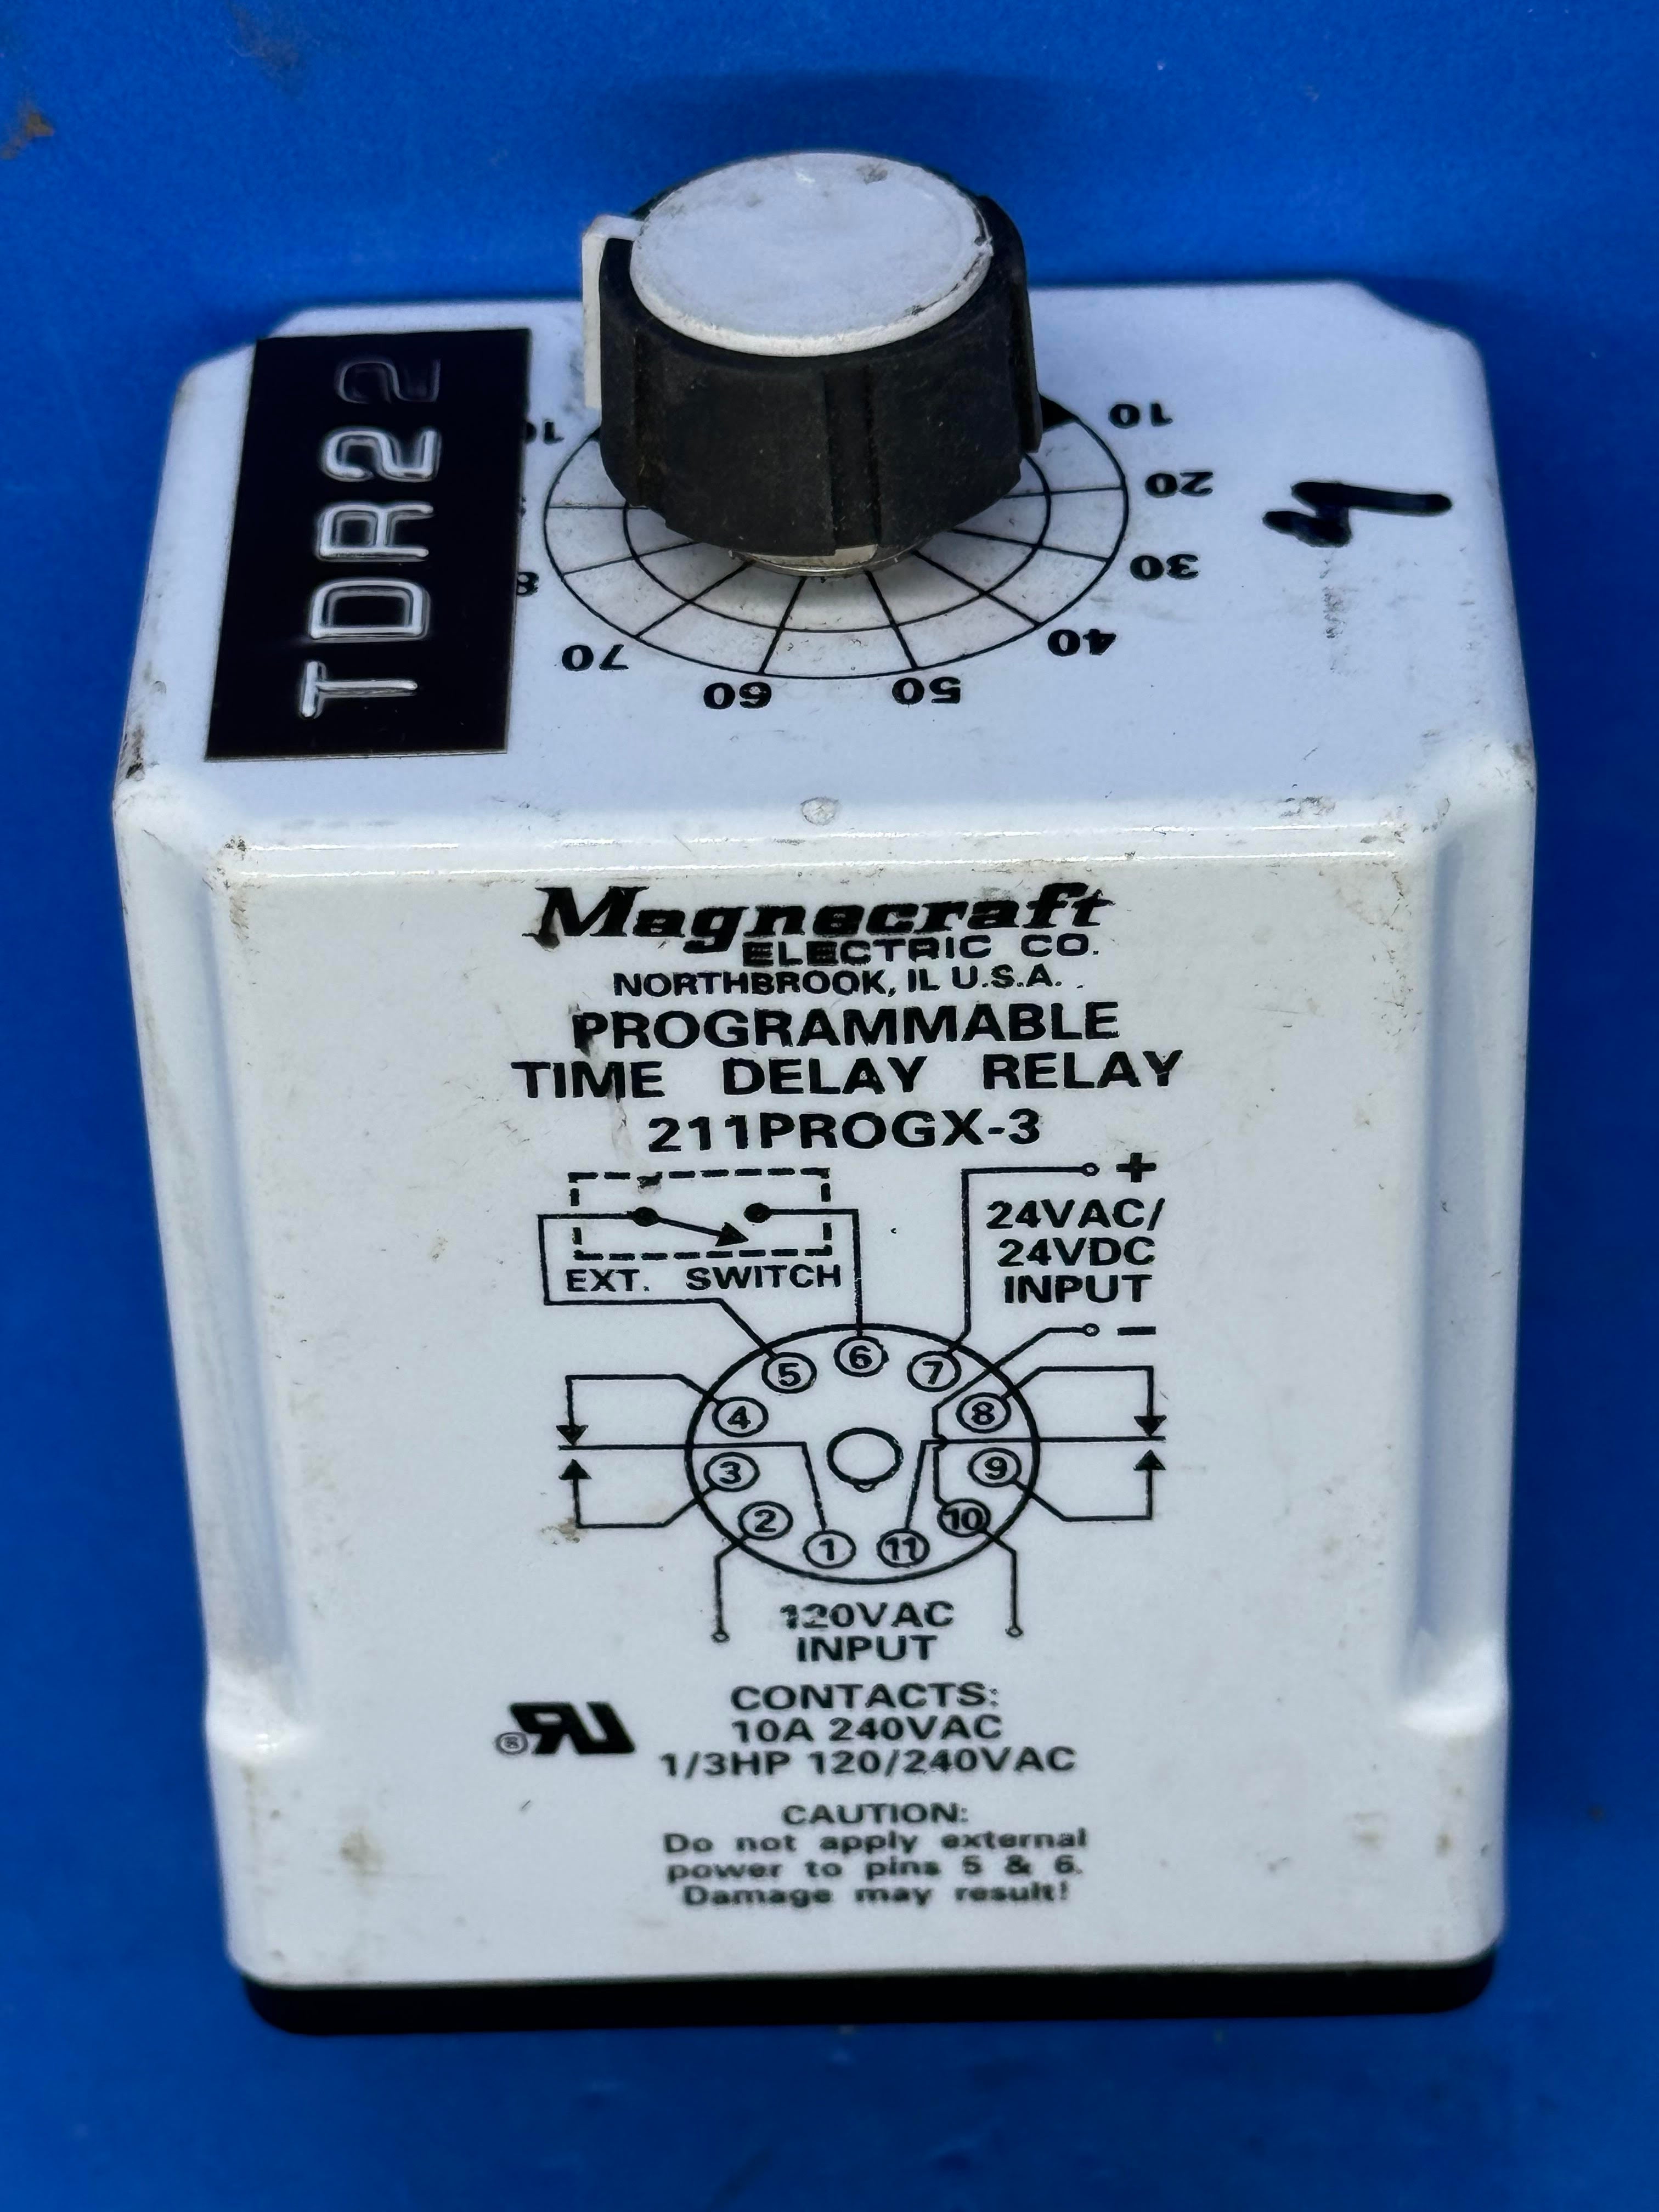 TDR22
10
20
30
40
50
60
70
Magnecraft
ELECTRIC CO.
NORTHBROOK, IL U.S.A.
PROGRAMMABLE
TIME DELAY RELAY
211PROGX-3
+
24VAC/
24VDC
INPUT
EXT. SWITCH
−
5 6 7
4 8
3 9
2 10
1 11
120VAC
INPUT
CONTACTS:
10A 240VAC
1/3HP 120/240VAC
CAUTION:
Do not apply external
power to pins 5 & 6.
Damage may result!